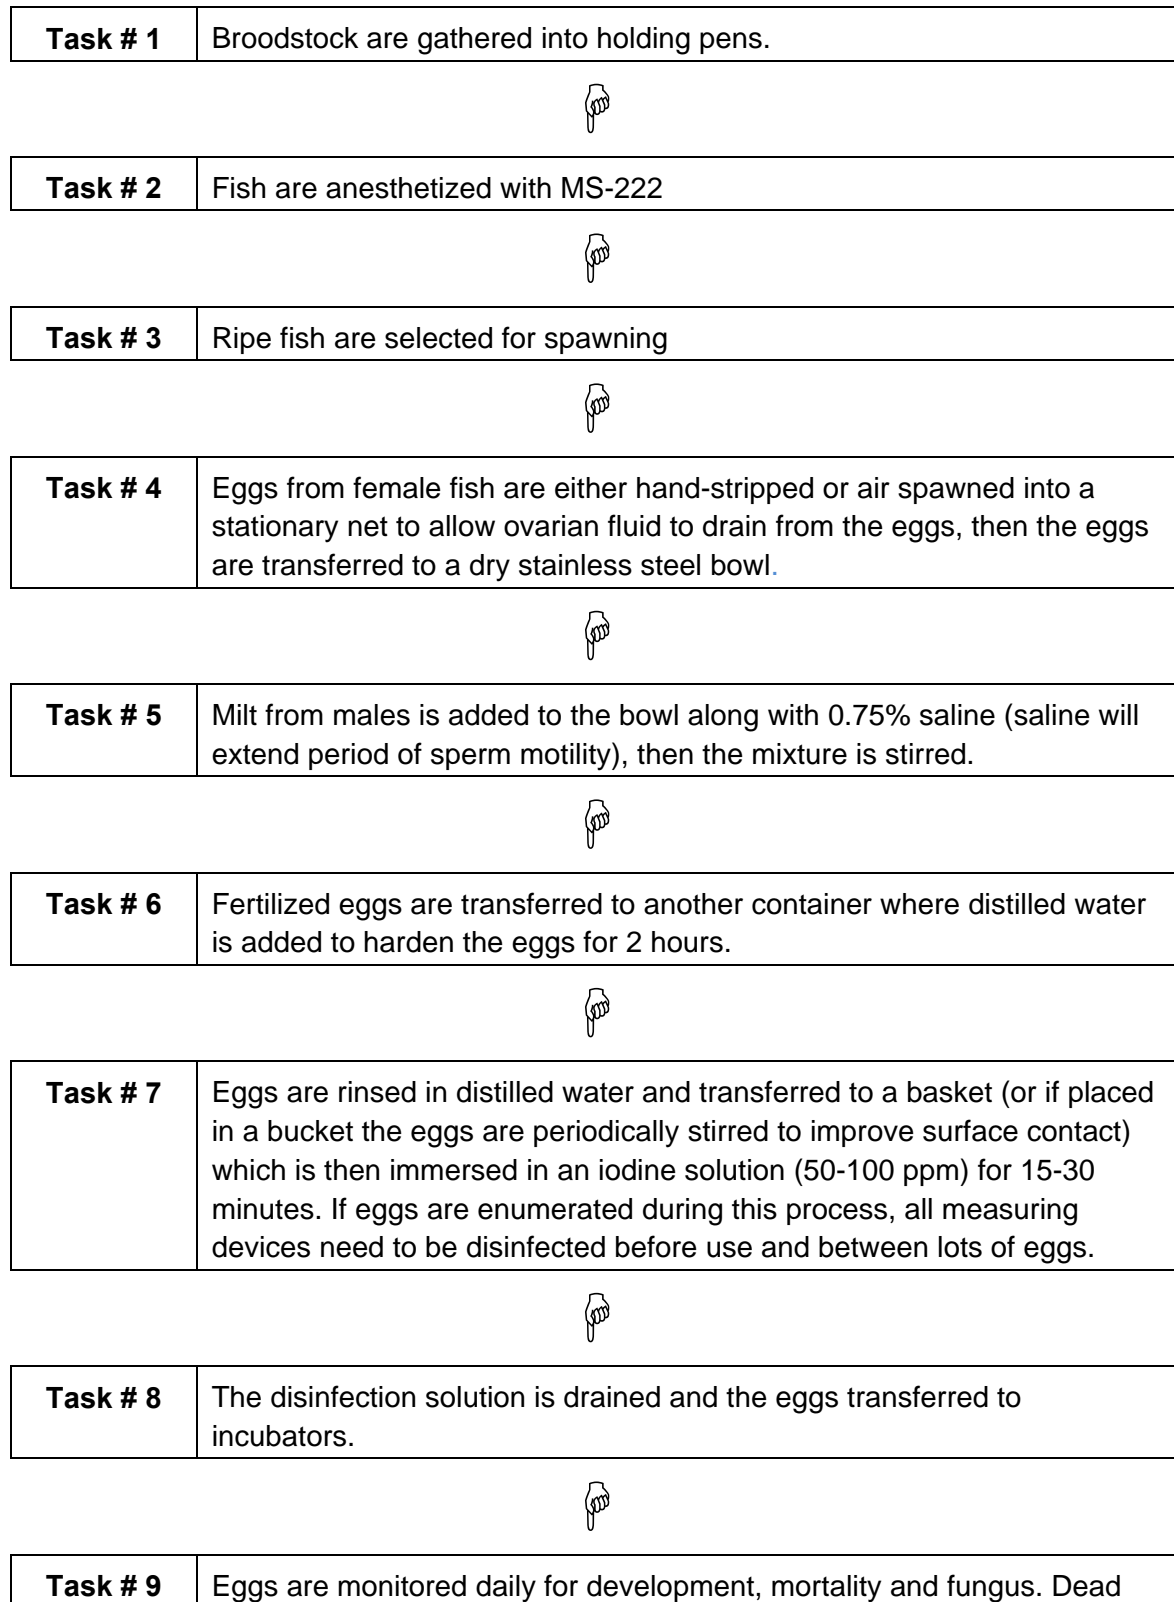 Task # 1 Broodstock are gathered into holding pens.
Task # 2 Fish are anesthetized with MS-222
Task # 3 Ripe fish are selected for spawning
Task # 4 Eggs from female fish are either hand-stripped or air spawned into a
stationary net to allow ovarian fluid to drain from the eggs, then the eggs
are transferred to a dry stainless steel bowl.
Task # 5 Milt from males is added to the bowl along with 0.75% saline (saline will
extend period of sperm motility), then the mixture is stirred.
Task # 6 Fertilized eggs are transferred to another container where distilled water
is added to harden the eggs for 2 hours.
Task # 7 Eggs are rinsed in distilled water and transferred to a basket (or if placed
in a bucket the eggs are periodically stirred to improve surface contact)
which is then immersed in an iodine solution (50-100 ppm) for 15-30
minutes. If eggs are enumerated during this process, all measuring
devices need to be disinfected before use and between lots of eggs.
Task # 8 The disinfection solution is drained and the eggs transferred to
incubators.
Task # 9 Eggs are monitored daily for development, mortality and fungus. Dead